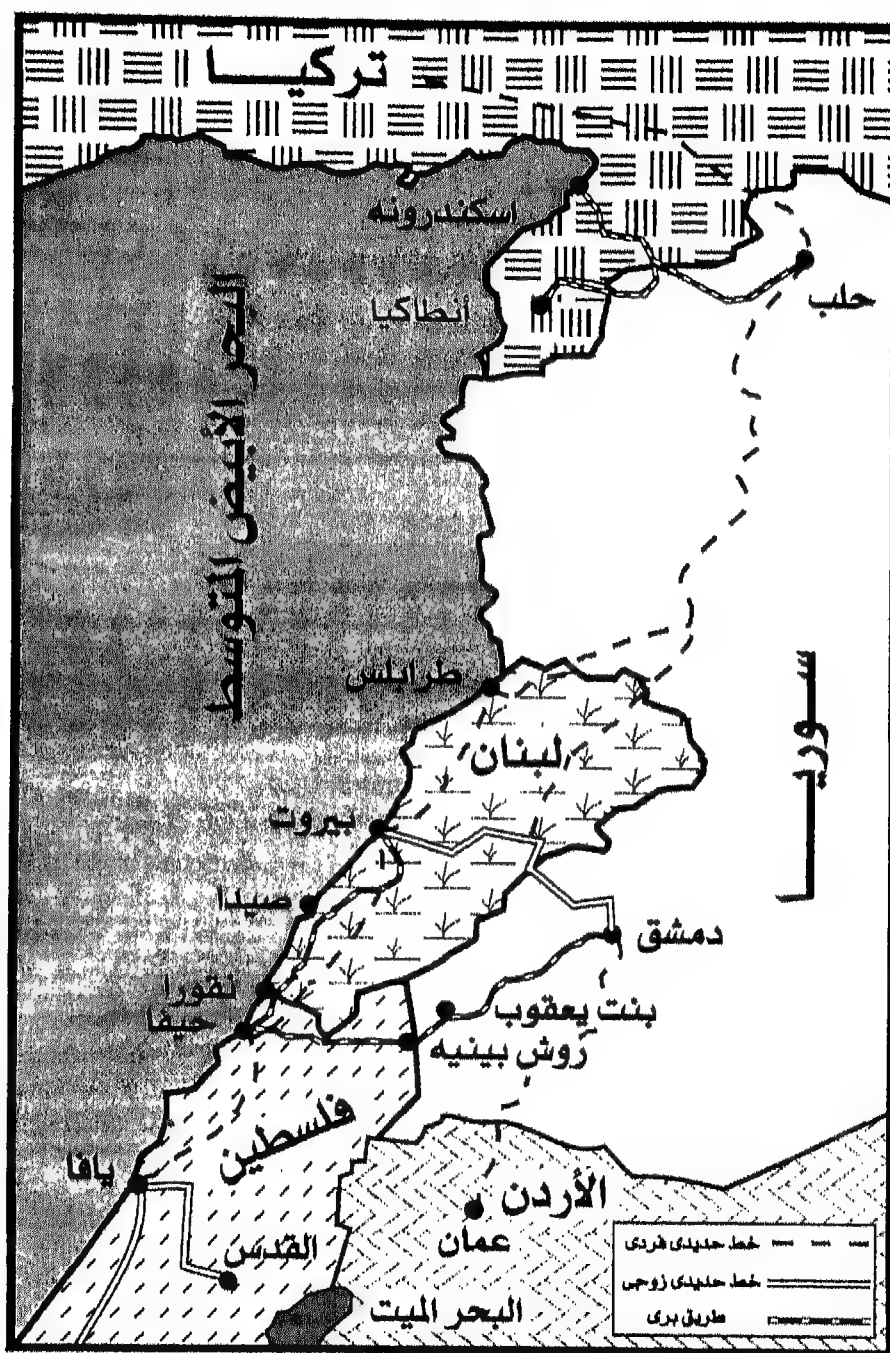 تركيا
اسكندرونه
حلب
أنطاكيا
البحر الأبيض المتوسط
طرابلس
سوريا
لبنان
بيروت
صيدا
دمشق
نقورا
بنت يعقوب
حيفا
روش بينيه
فلسطين
يافا
الأردن
القدس
عمان
البحر الميت
خط حديدى فردى
خط حديدى زوجى
طريق برى